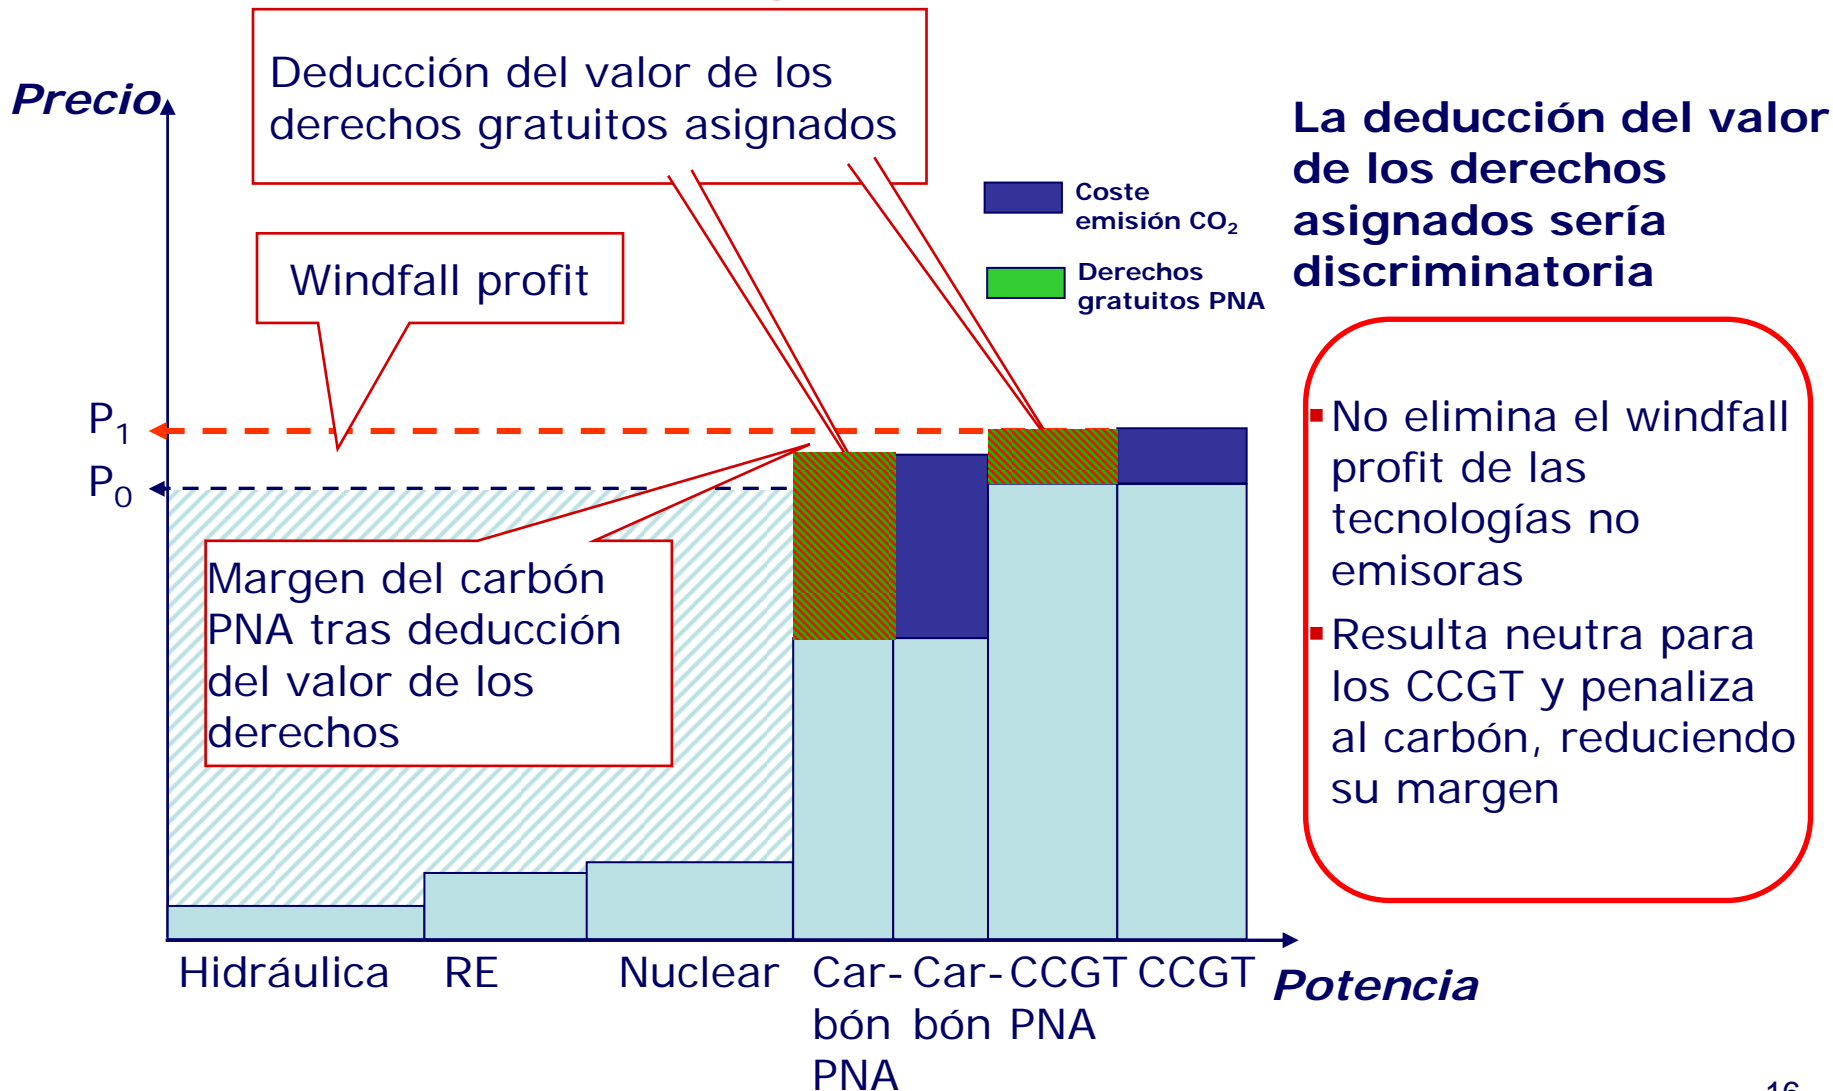 Deducción del valor de los
derechos gratuitos asignados
Precio
La deducción del valor
de los derechos
asignados sería
discriminatoria
Coste
emisión CO₂
Derechos
gratuitos PNA
Windfall profit
P₁
P₀
▪No elimina el windfall
profit de las
tecnologías no
emisoras
▪Resulta neutra para
los CCGT y penaliza
al carbón, reduciendo
su margen
Margen del carbón
PNA tras deducción
del valor de los
derechos
Hidráulica RE Nuclear Car- Car- CCGT CCGT
bón bón PNA
PNA
Potencia
16